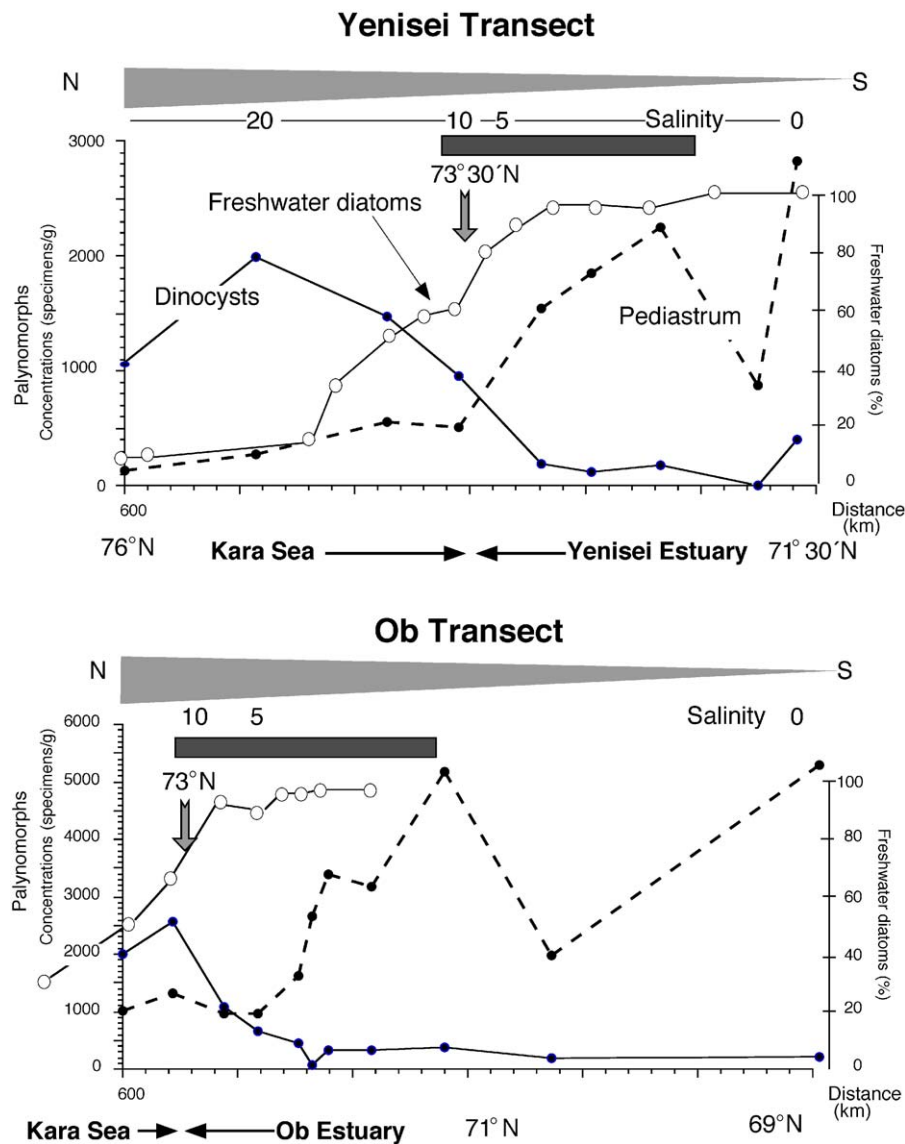 Yenisei Transect
N
S
20
10
5
Salinity
0
3000
73°30´N
Freshwater diatoms
100
2000
80
Dinocysts
60
Pediastrum
1000
40
20
0
0
Palynomorphs
Concentrations (specimens/g)
Freshwater diatoms (%)
600
Distance
(km)
76°N
Kara Sea
Yenisei Estuary
71°30´N
Ob Transect
N
S
10
5
Salinity
0
6000
73°N
5000
100
4000
80
3000
60
2000
40
1000
20
0
0
Palynomorphs
Concentrations (specimens/g)
Freshwater diatoms (%)
600
Distance
(km)
Kara Sea
Ob Estuary
71°N
69°N